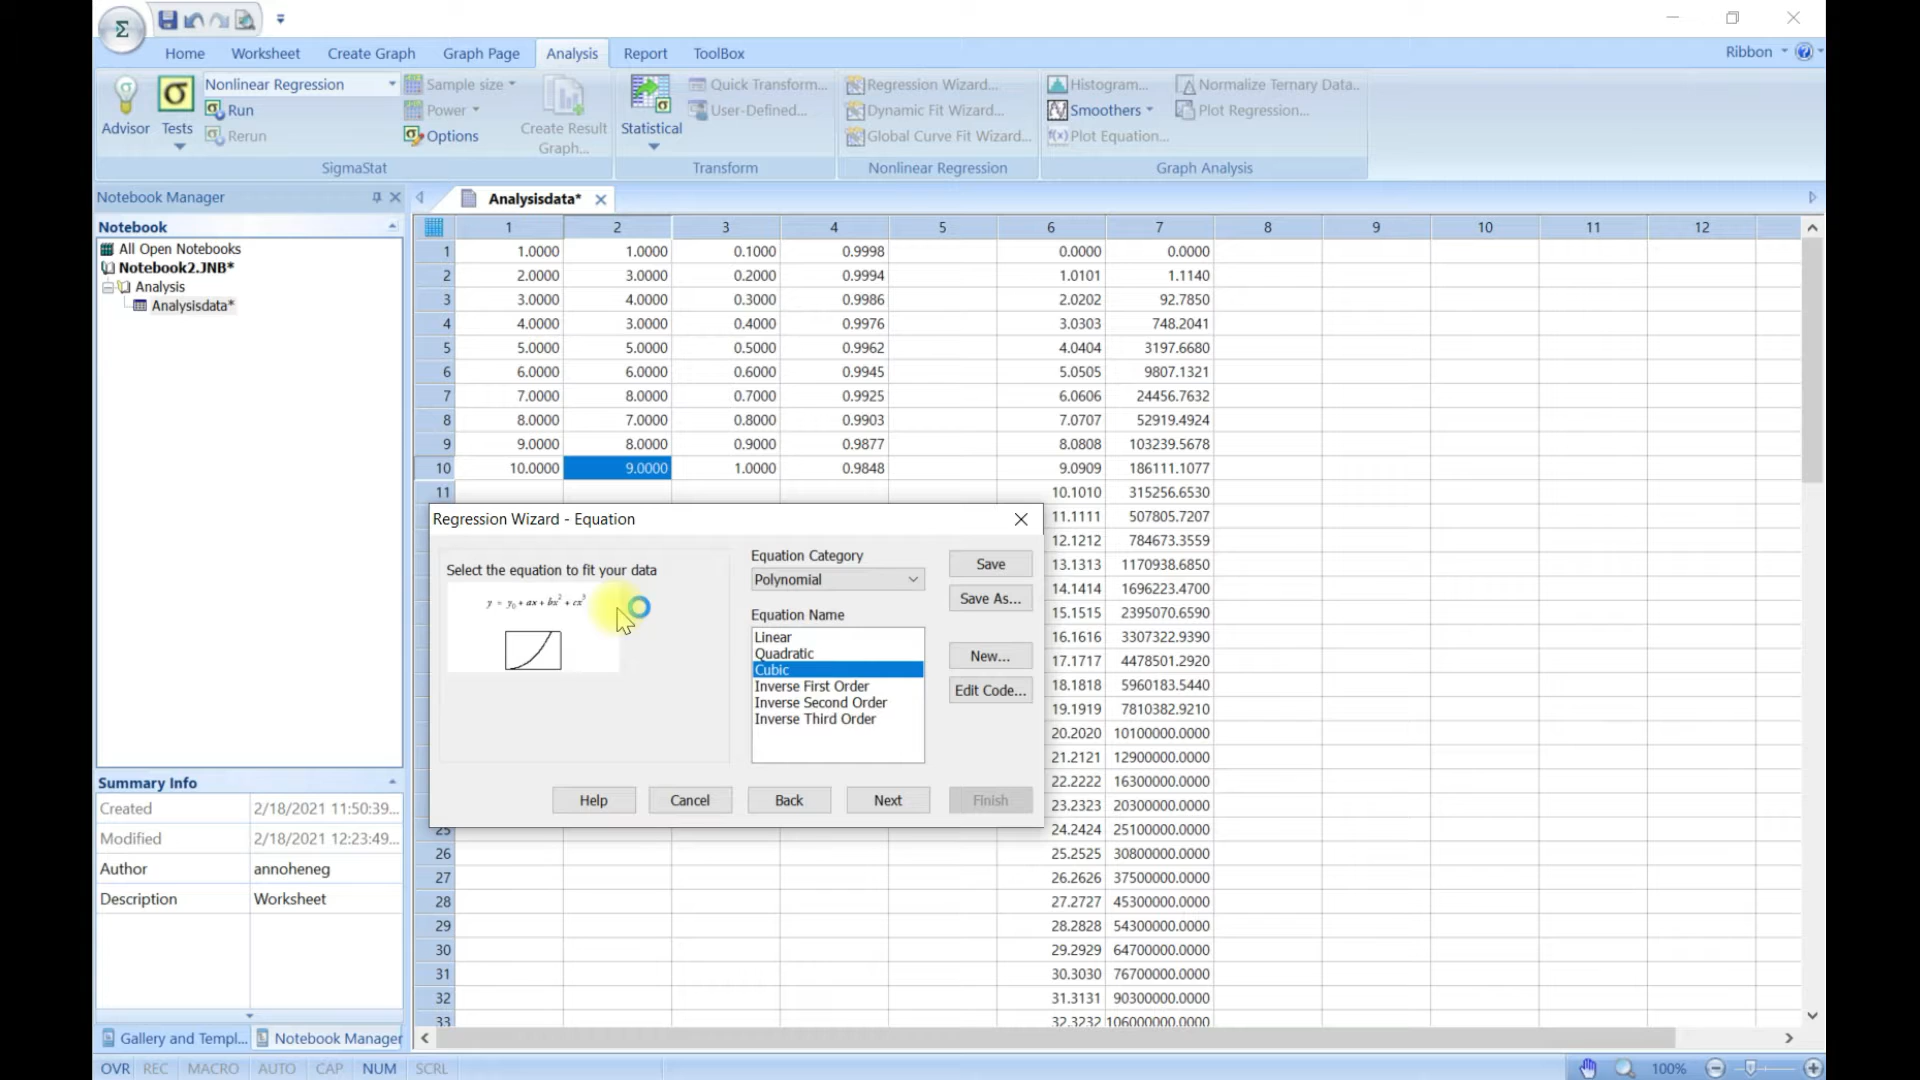 Σ
Home Worksheet Create Graph Graph Page Analysis Report ToolBox Ribbon
Advisor
Tests
Nonlinear Regression
Run
Rerun
Sample size
Power
Options
Create Result
Graph...
SigmaStat
Statistical
Quick Transform...
User-Defined...
Transform
Regression Wizard...
Dynamic Fit Wizard...
Global Curve Fit Wizard...
Nonlinear Regression
Histogram...
Smoothers
Plot Equation...
Normalize Ternary Data...
Plot Regression...
Graph Analysis
Notebook Manager
Notebook
All Open Notebooks
Notebook2.JNB*
Analysis
Analysisdata*
Summary Info
Created 2/18/2021 11:50:39...
Modified 2/18/2021 12:23:49...
Author annoheneg
Description Worksheet
Gallery and Templ... Notebook Manager
Analysisdata*
1 2 3 4 5 6 7 8 9 10 11 12
1 1.0000 1.0000 0.1000 0.9998 0.0000 0.0000
2 2.0000 3.0000 0.2000 0.9994 1.0101 1.1140
3 3.0000 4.0000 0.3000 0.9986 2.0202 92.7850
4 4.0000 3.0000 0.4000 0.9976 3.0303 748.2041
5 5.0000 5.0000 0.5000 0.9962 4.0404 3197.6680
6 6.0000 6.0000 0.6000 0.9945 5.0505 9807.1321
7 7.0000 8.0000 0.7000 0.9925 6.0606 24456.7632
8 8.0000 7.0000 0.8000 0.9903 7.0707 52919.4924
9 9.0000 8.0000 0.9000 0.9877 8.0808 103239.5678
10 10.0000 9.0000 1.0000 0.9848 9.0909 186111.1077
11 10.1010 315256.6530
11.1111 507805.7207
12.1212 784673.3559
13.1313 1170938.6850
14.1414 1696223.4700
15.1515 2395070.6590
16.1616 3307322.9390
17.1717 4478501.2920
18.1818 5960183.5440
19.1919 7810382.9210
20.2020 10100000.0000
21.2121 12900000.0000
22.2222 16300000.0000
23.2323 20300000.0000
25 24.2424 25100000.0000
26 25.2525 30800000.0000
27 26.2626 37500000.0000
28 27.2727 45300000.0000
29 28.2828 54300000.0000
30 29.2929 64700000.0000
31 30.3030 76700000.0000
32 31.3131 90300000.0000
33 32.3232 106000000.0000
Regression Wizard - Equation
Select the equation to fit your data
y = y0 + ax + bx2 + cx3
Equation Category
Polynomial
Equation Name
Linear
Quadratic
Cubic
Inverse First Order
Inverse Second Order
Inverse Third Order
Save
Save As...
New...
Edit Code...
Help Cancel Back Next Finish
OVR REC MACRO AUTO CAP NUM SCRL 100%